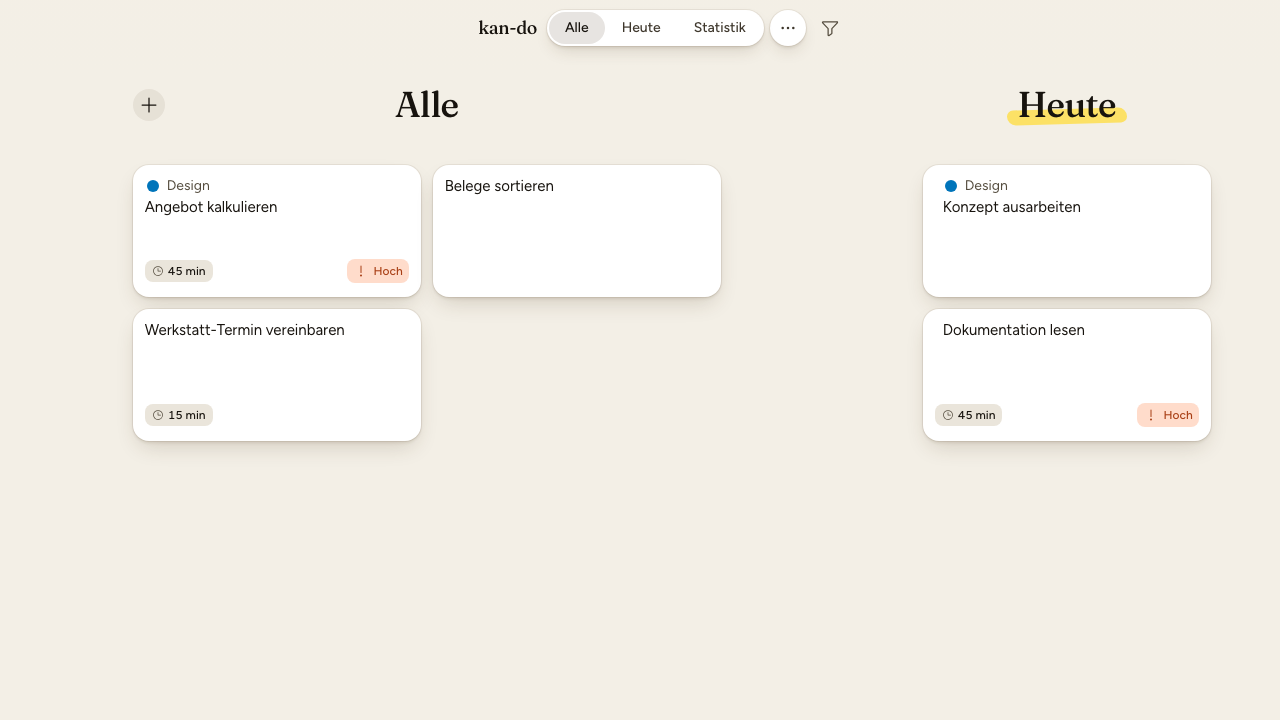 kan-do
Alle
Heute
Statistik
Alle
Heute
Design
Angebot kalkulieren
45 min
Hoch
Belege sortieren
Werkstatt-Termin vereinbaren
15 min
Design
Konzept ausarbeiten
Dokumentation lesen
45 min
Hoch